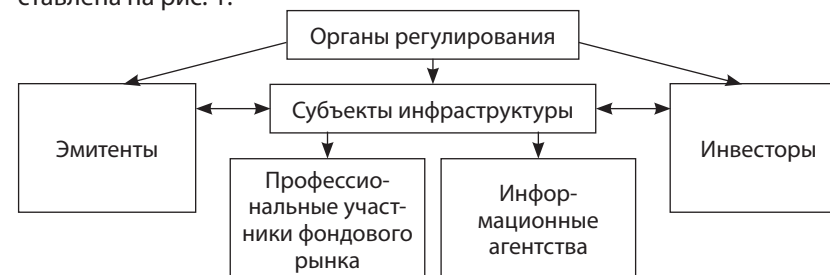 ставлена на рис. 1.
Органы регулирования
Субъекты инфраструктуры
Эмитенты
Инвесторы
Профессио-
нальные участ-
ники фондового
рынка
Инфор-
мационные
агентства